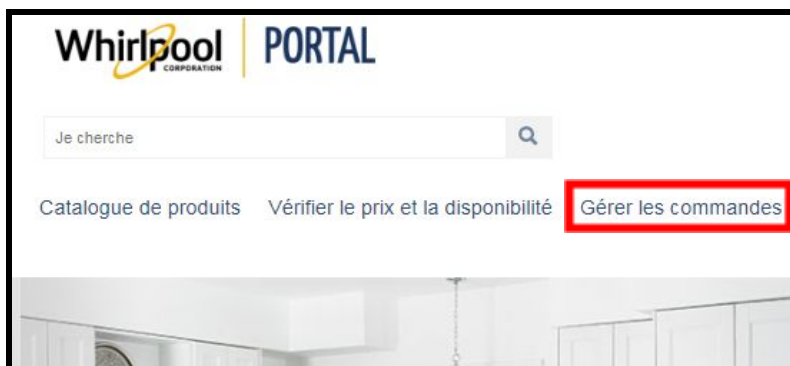 Whirlpool PORTAL
CORPORATION
Je cherche
Catalogue de produits Vérifier le prix et la disponibilité Gérer les commandes